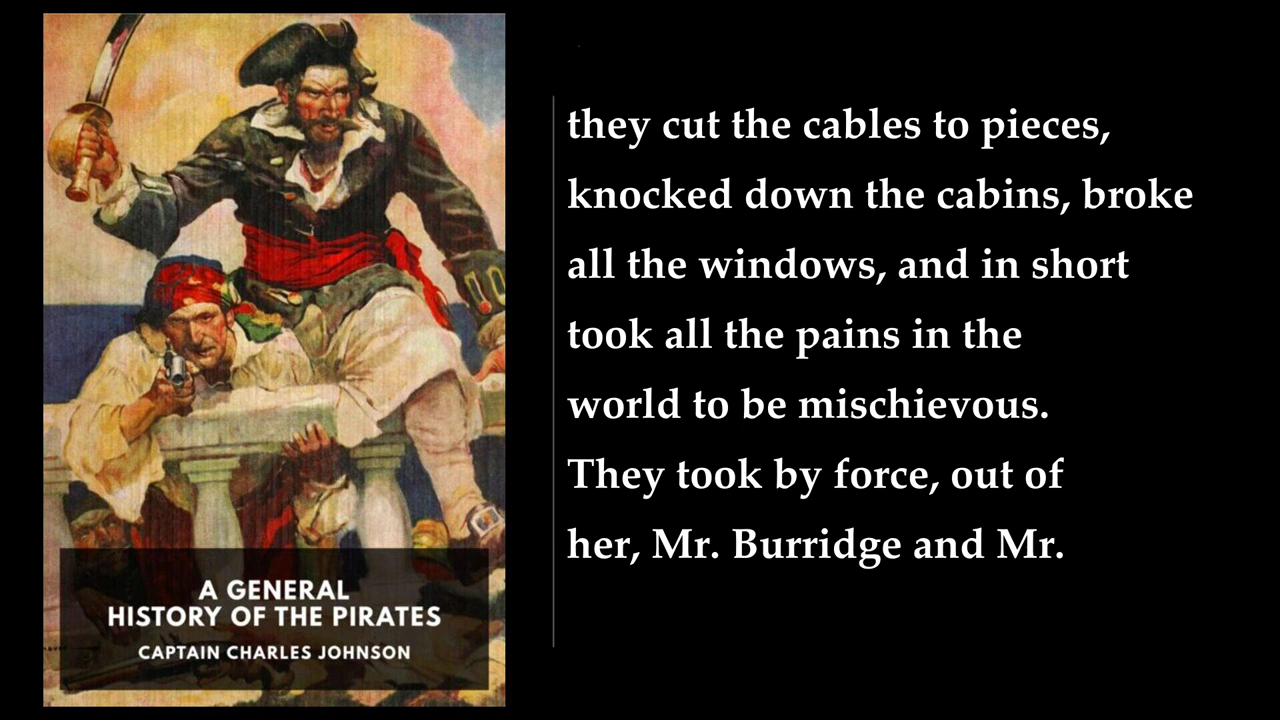 they cut the cables to pieces,
knocked down the cabins, broke
all the windows, and in short
took all the pains in the
world to be mischievous.
They took by force, out of
her, Mr. Burridge and Mr.
A GENERAL
HISTORY OF THE PIRATES
CAPTAIN CHARLES JOHNSON